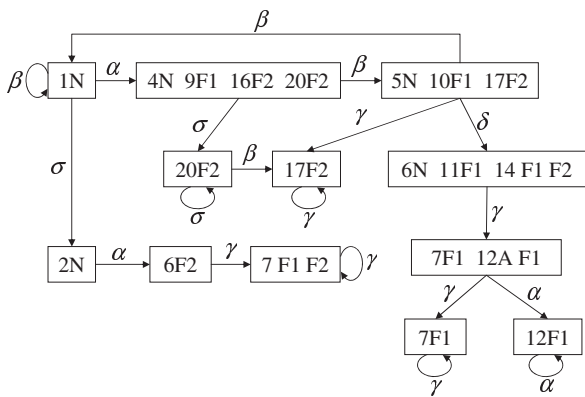 β
β 1N α 4N 9F1 16F2 20F2 β 5N 10F1 17F2
σ γ δ
σ 20F2 β 17F2 6N 11F1 14 F1 F2
σ γ γ
2N α 6F2 γ 7 F1 F2 γ 7F1 12A F1
γ α
7F1 12F1
γ α